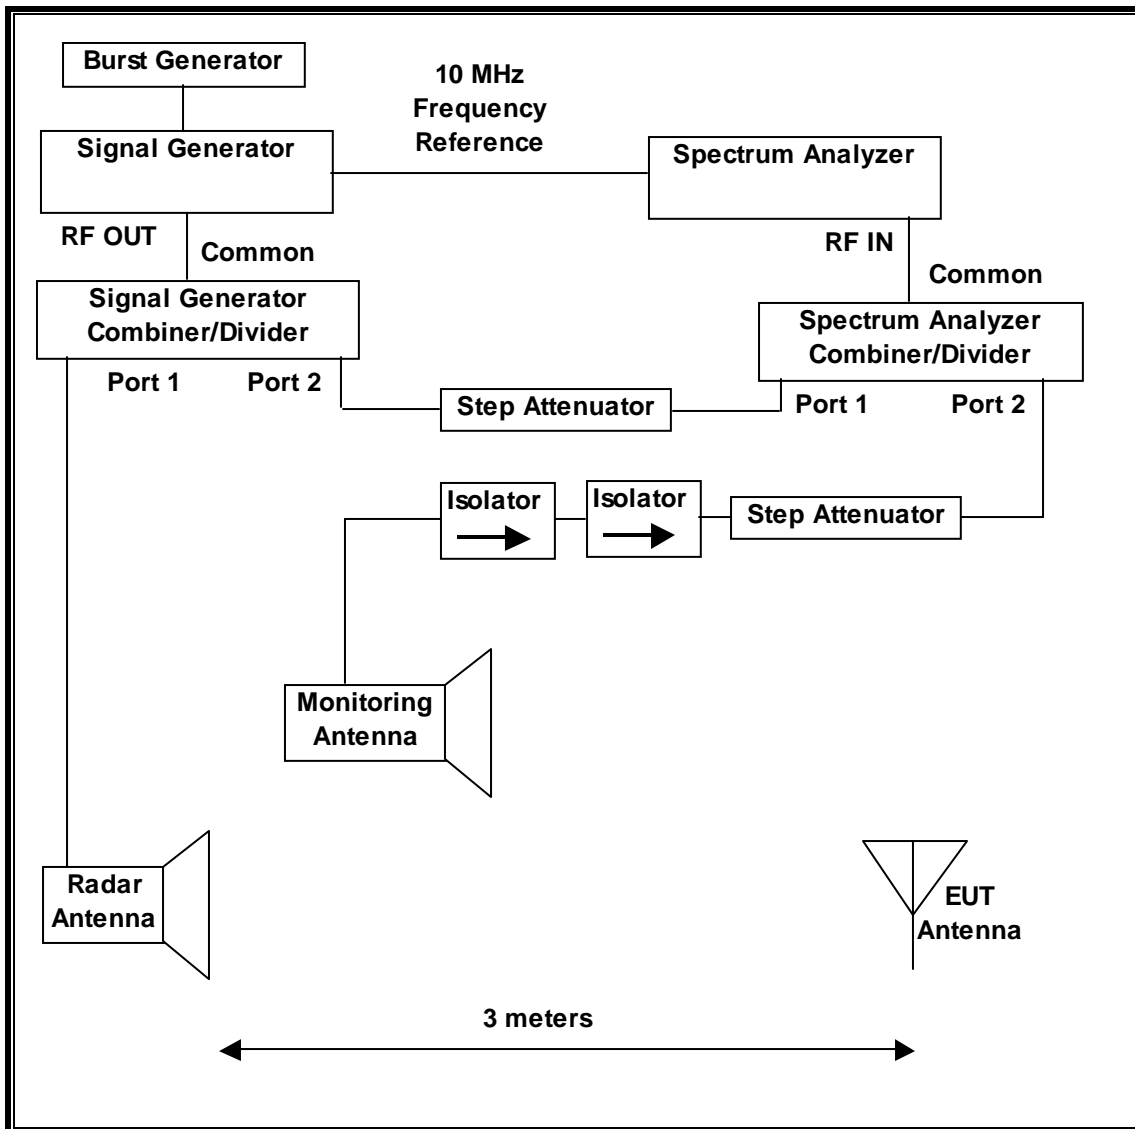 Burst Generator
10 MHz
Frequency
Reference
Signal Generator
Spectrum Analyzer
RF OUT
Common
RF IN
Common
Signal Generator
Combiner/Divider
Spectrum Analyzer
Combiner/Divider
Port 1
Port 2
Step Attenuator
Port 1
Port 2
Isolator
Isolator
Step Attenuator
Monitoring
Antenna
Radar
Antenna
EUT
Antenna
3 meters